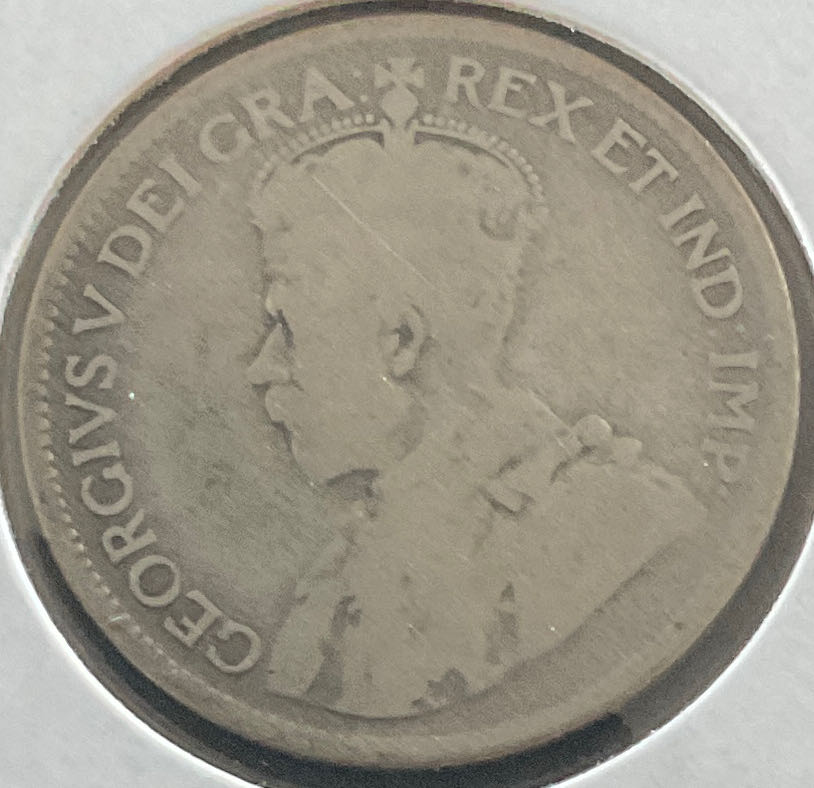 GEORGIVS V DEI GRA: REX ET IND: IMP: